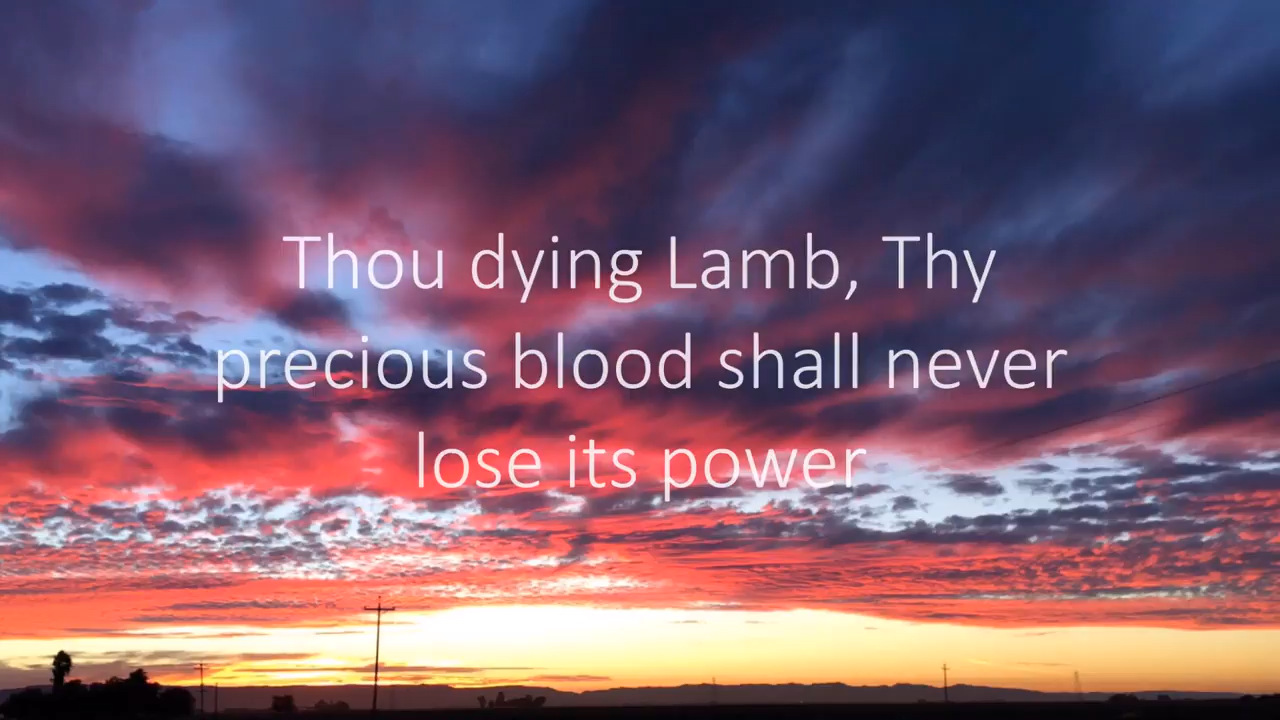 Thou dying Lamb, Thy
precious blood shall never
lose its power